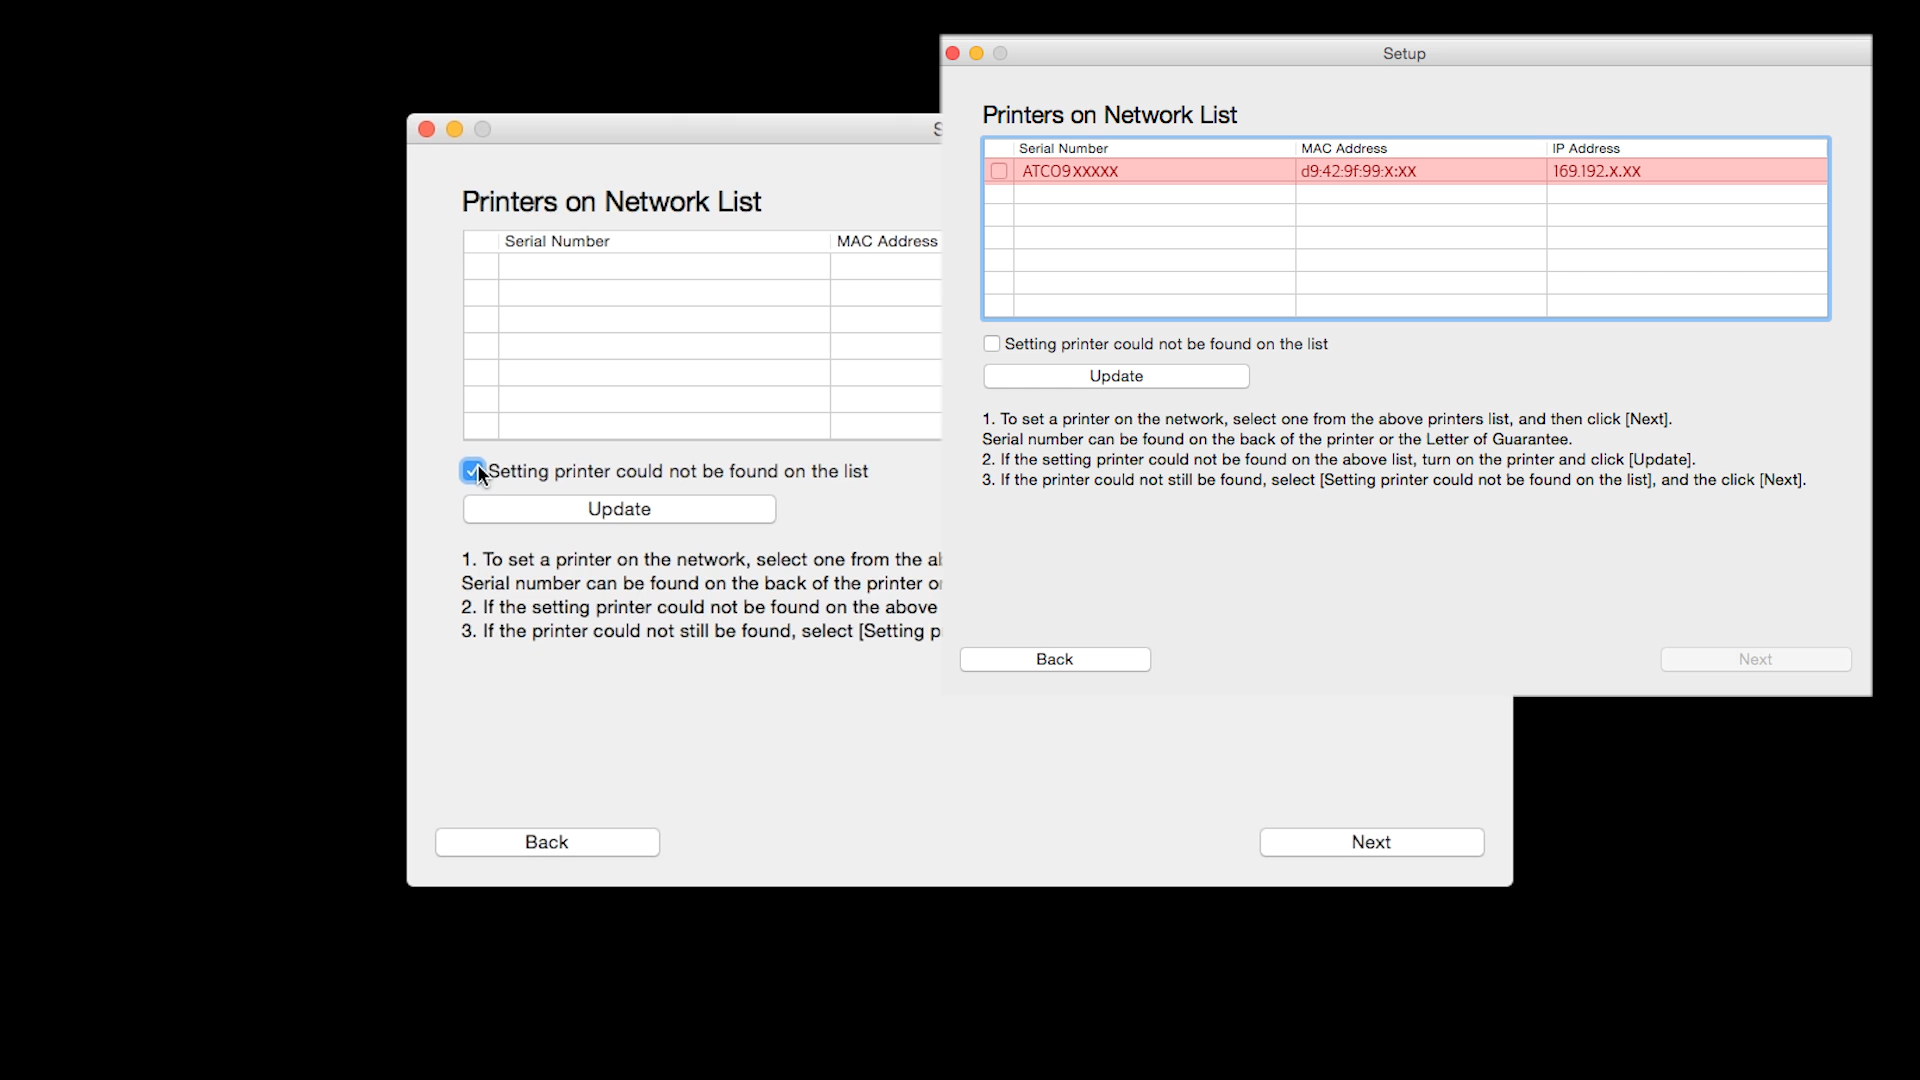 Setup
Printers on Network List
Serial Number MAC Address IP Address
ATCO9XXXXX d9:42:9f:99:X:XX 169.192.X.XX
Setting printer could not be found on the list
Update
1. To set a printer on the network, select one from the above printers list, and then click [Next].
Serial number can be found on the back of the printer or the Letter of Guarantee.
2. If the setting printer could not be found on the above list, turn on the printer and click [Update].
3. If the printer could not still be found, select [Setting printer could not be found on the list], and the click [Next].
Back Next
Printers on Network List
Serial Number MAC Address
Setting printer could not be found on the list
Update
1. To set a printer on the network, select one from the
Serial number can be found on the back of the printer
2. If the setting printer could not be found on the above
3. If the printer could not still be found, select [Setting
Back Next